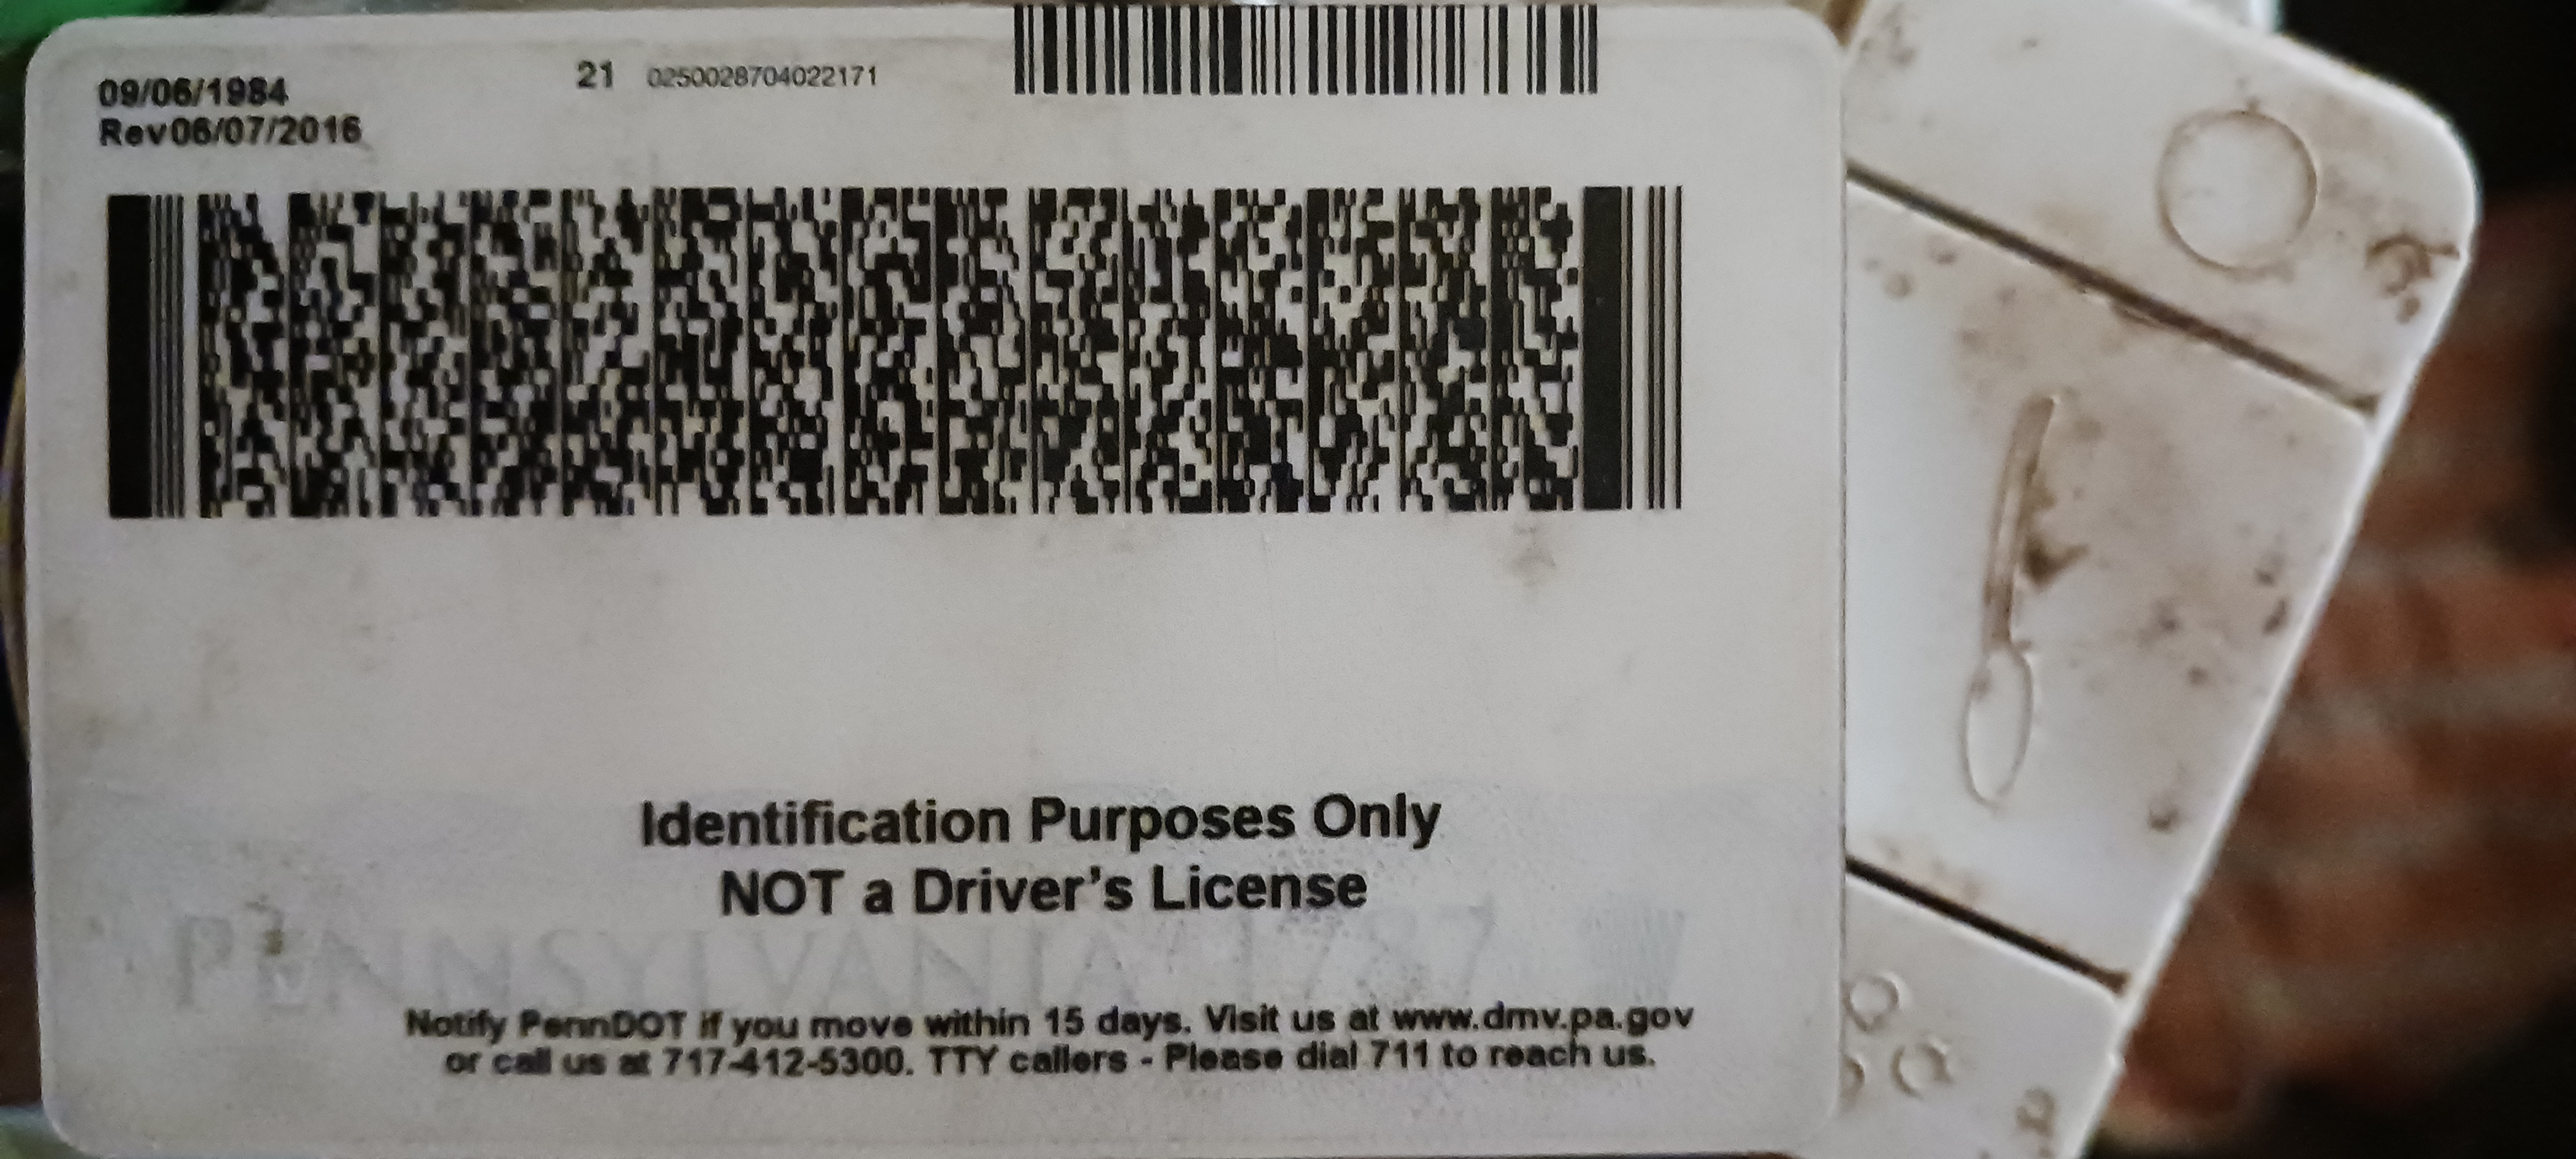 09/06/1984
Rev06/07/2016
21 0250028704022171
Identification Purposes Only
NOT a Driver's License
PENNSYLVANIA 1787
Notify PennDOT if you move within 15 days. Visit us at www.dmv.pa.gov
or call us at 717-412-5300. TTY callers - Please dial 711 to reach us.